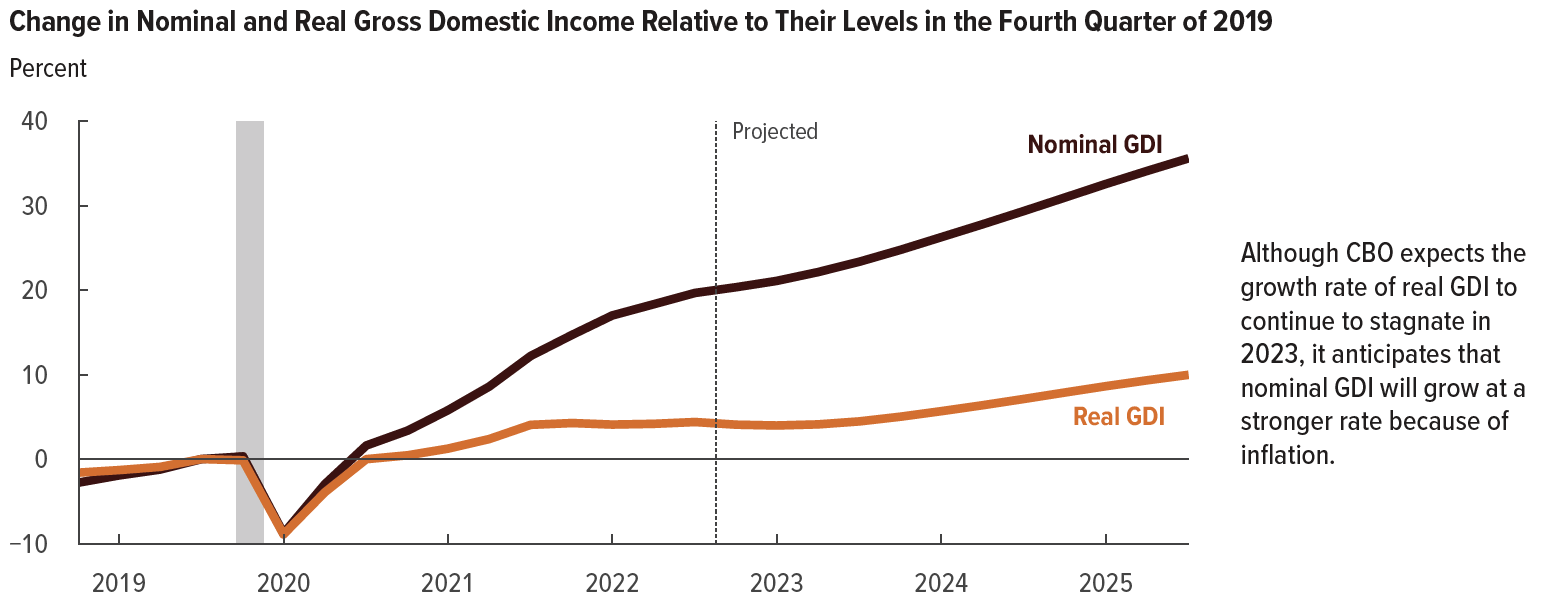 Change in Nominal and Real Gross Domestic Income Relative to Their Levels in the Fourth Quarter of 2019
Percent
40
30
20
10
0
−10
Projected
Nominal GDI
Real GDI
2019
2020
2021
2022
2023
2024
2025
Although CBO expects the
growth rate of real GDI to
continue to stagnate in
2023, it anticipates that
nominal GDI will grow at a
stronger rate because of
inflation.